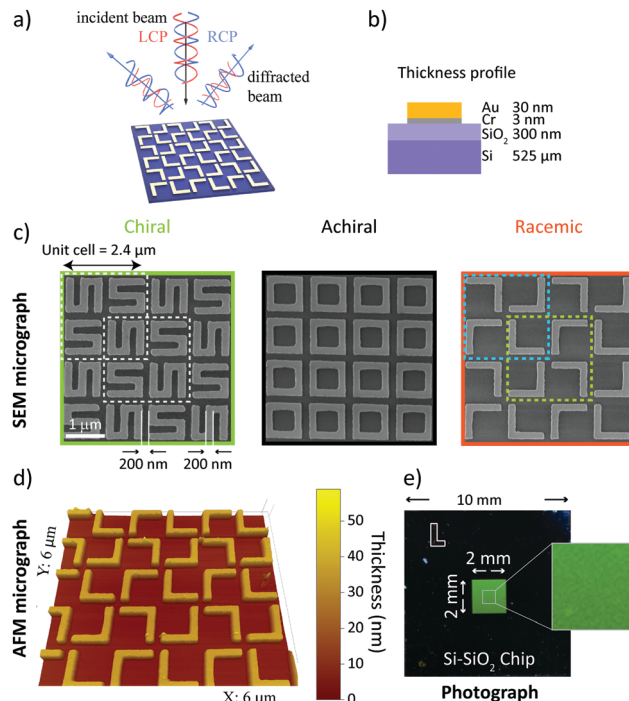 a)
incident beam
LCP
RCP
diffracted
beam
b)
Thickness profile
Au 30 nm
Cr 3 nm
SiO₂ 300 nm
Si 525 μm
c)
Chiral
Achiral
Racemic
Unit cell = 2.4 μm
SEM micrograph
1 μm
200 nm
200 nm
d)
AFM micrograph
Y: 6 μm
X: 6 μm
Thickness (nm)
50
40
30
20
10
0
e)
10 mm
L
2 mm
2 mm
Si-SiO₂ Chip
Photograph